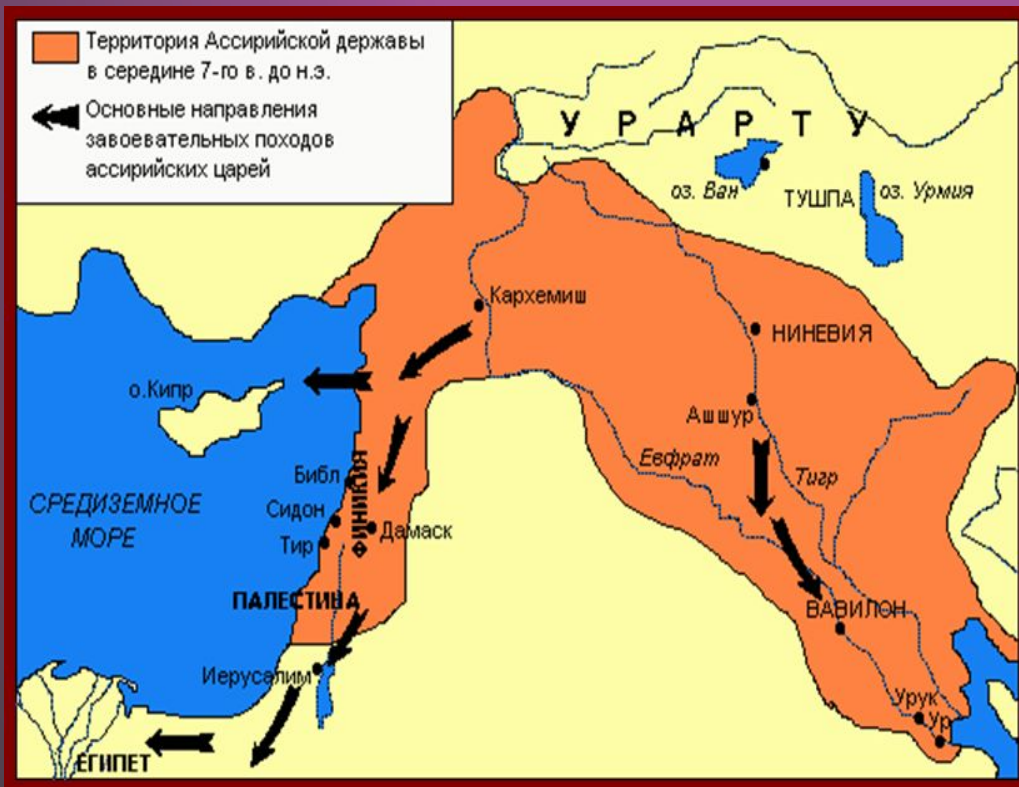 Территория Ассирийской державы
в середине 7-го в. до н.э.
Основные направления
завоевательных походов
ассирийских царей
УРАРТУ
оз. Ван
ТУШПА
оз. Урмия
Кархемиш
НИНЕВИЯ
о.Кипр
Ашшур
Евфрат
Тигр
Библ
СРЕДИЗЕМНОЕ
МОРЕ
Сидон
ФИНИКИЯ
Дамаск
Тир
ПАЛЕСТИНА
ВАВИЛОН
Иерусалим
Урук
Ур
ЕГИПЕТ